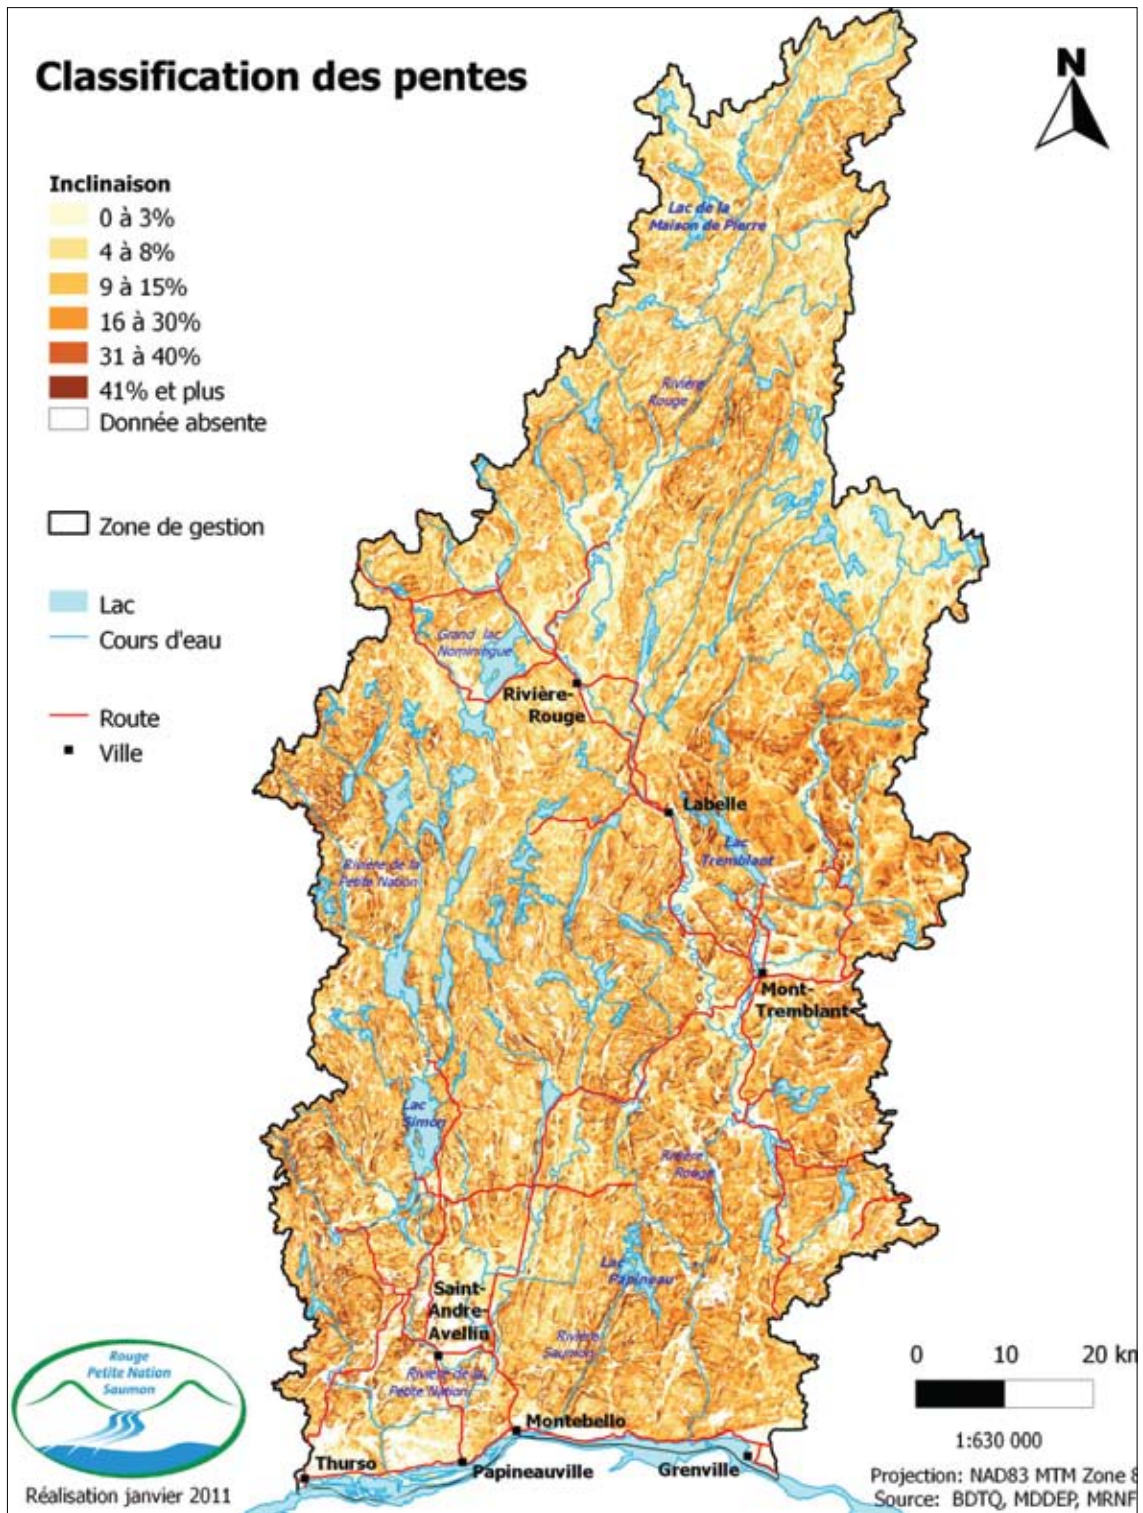 Classification des pentes
N
Inclinaison
0 à 3%
4 à 8%
9 à 15%
16 à 30%
31 à 40%
41% et plus
Donnée absente
Zone de gestion
Lac
Cours d'eau
Route
Ville
Lac de la
Maison de Pierre
Rivière
Rouge
Grand lac
Nominingue
Rivière-
Rouge
Labelle
Lac
Tremblant
Rivière de la
Petite Nation
Mont-
Tremblant
Lac
Simon
Rivière
Rouge
Lac
Papineau
Saint-
Andre-
Avellin
Rivière
Saumon
Rivière de la
Petite Nation
Montebello
Thurso
Papineauville
Grenville
Rouge
Petite Nation
Saumon
Réalisation janvier 2011
0 10 20 km
1:630 000
Projection: NAD83 MTM Zone 8
Source: BDTQ, MDDEP, MRNF